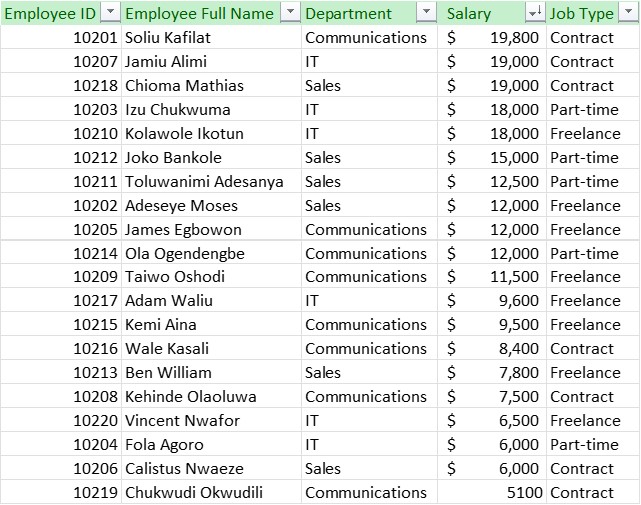 Employee ID Employee Full Name Department Salary Job Type
10201 Soliu Kafilat Communications $ 19,800 Contract
10207 Jamiu Alimi IT $ 19,000 Contract
10218 Chioma Mathias Sales $ 19,000 Contract
10203 Izu Chukwuma IT $ 18,000 Part-time
10210 Kolawole Ikotun IT $ 18,000 Freelance
10212 Joko Bankole Sales $ 15,000 Part-time
10211 Toluwanimi Adesanya Sales $ 12,500 Part-time
10202 Adeseye Moses Sales $ 12,000 Freelance
10205 James Egbowon Communications $ 12,000 Freelance
10214 Ola Ogendengbe Communications $ 12,000 Part-time
10209 Taiwo Oshodi Communications $ 11,500 Freelance
10217 Adam Waliu IT $ 9,600 Freelance
10215 Kemi Aina Communications $ 9,500 Freelance
10216 Wale Kasali Communications $ 8,400 Contract
10213 Ben William Sales $ 7,800 Freelance
10208 Kehinde Olaoluwa Communications $ 7,500 Contract
10220 Vincent Nwafor IT $ 6,500 Freelance
10204 Fola Agoro IT $ 6,000 Part-time
10206 Calistus Nwaeze Sales $ 6,000 Contract
10219 Chukwudi Okwudili Communications 5100 Contract